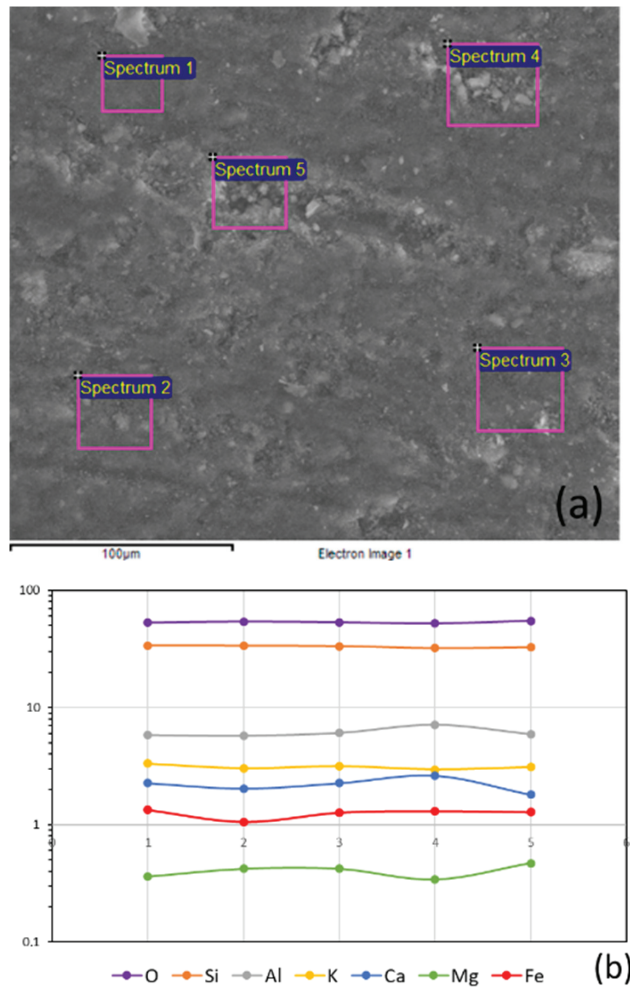 Spectrum 1
Spectrum 4
Spectrum 5
Spectrum 3
Spectrum 2
(a)
100µm Electron Image 1
100
10
1
0 1 2 3 4 5 6
0.1
(b)
O Si Al K Ca Mg Fe